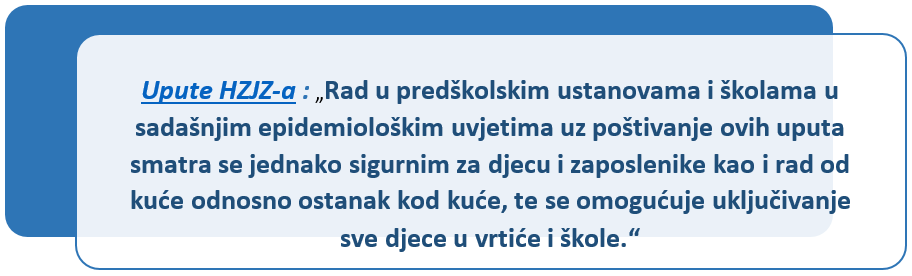 Upute HZJZ-a : „Rad u predškolskim ustanovama i školama u
sadašnjim epidemiološkim uvjetima uz poštivanje ovih uputa
smatra se jednako sigurnim za djecu i zaposlenike kao i rad od
kuće odnosno ostanak kod kuće, te se omogućuje uključivanje
sve djece u vrtiće i škole.“